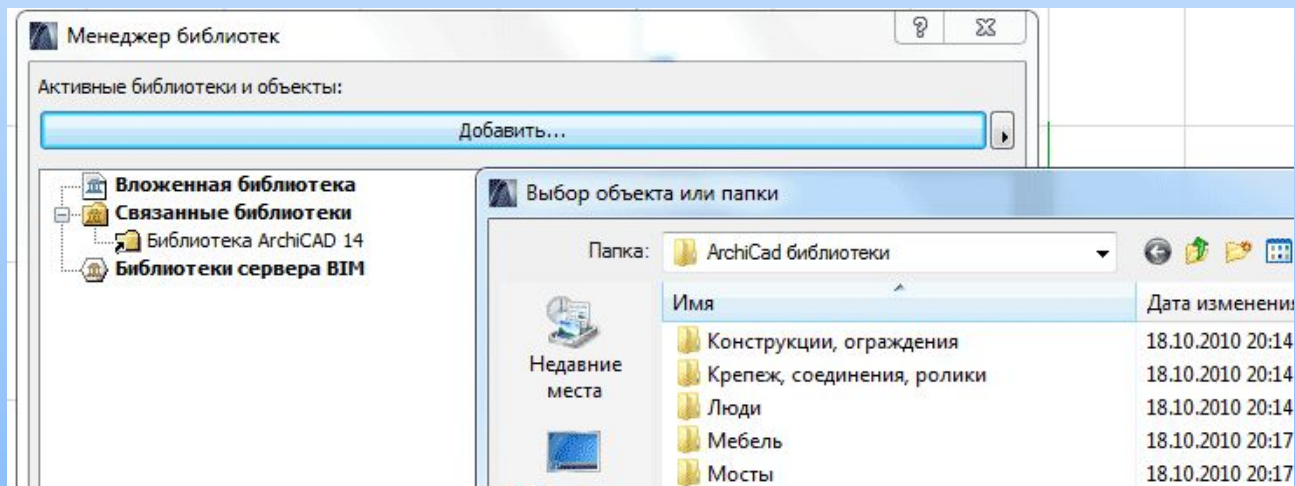 Менеджер библиотек
Активные библиотеки и объекты:
Добавить...
Вложенная библиотека
Связанные библиотеки
Библиотека ArchiCAD 14
Библиотеки сервера BIM
Выбор объекта или папки
Папка: ArchiCad библиотеки
Имя Дата изменения
Недавние места
Конструкции, ограждения 18.10.2010 20:14
Крепеж, соединения, ролики 18.10.2010 20:14
Люди 18.10.2010 20:14
Мебель 18.10.2010 20:17
Мосты 18.10.2010 20:17